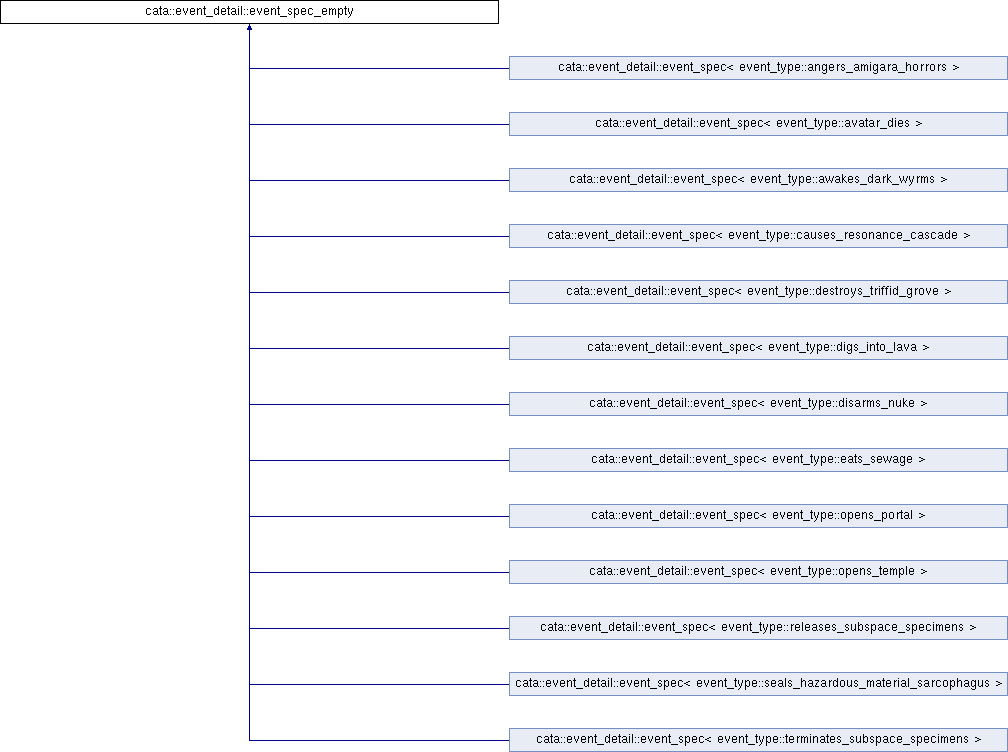 cata::event_detail::event_spec_empty
cata::event_detail::event_spec< event_type::angers_amigara_horrors >
cata::event_detail::event_spec< event_type::avatar_dies >
cata::event_detail::event_spec< event_type::awakes_dark_wyrms >
cata::event_detail::event_spec< event_type::causes_resonance_cascade >
cata::event_detail::event_spec< event_type::destroys_triffid_grove >
cata::event_detail::event_spec< event_type::digs_into_lava >
cata::event_detail::event_spec< event_type::disarms_nuke >
cata::event_detail::event_spec< event_type::eats_sewage >
cata::event_detail::event_spec< event_type::opens_portal >
cata::event_detail::event_spec< event_type::opens_temple >
cata::event_detail::event_spec< event_type::releases_subspace_specimens >
cata::event_detail::event_spec< event_type::seals_hazardous_material_sarcophagus >
cata::event_detail::event_spec< event_type::terminates_subspace_specimens >